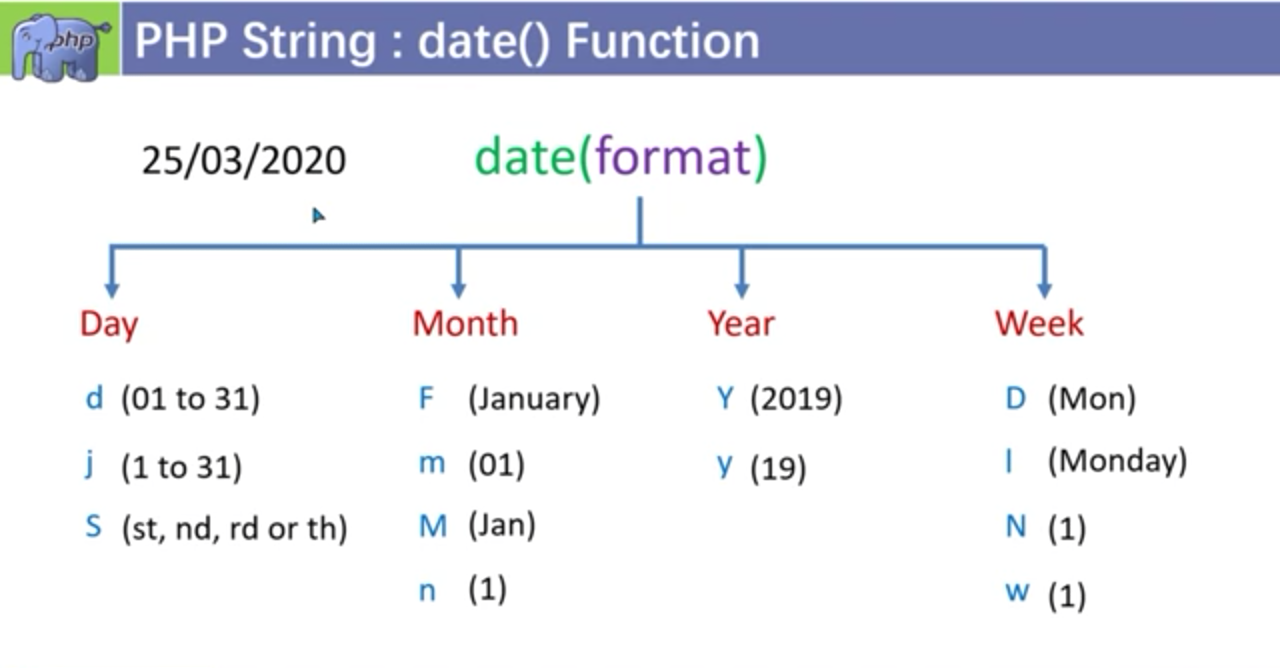 php
PHP String : date() Function
25/03/2020
date(format)
Day
d (01 to 31)
j (1 to 31)
S (st, nd, rd or th)
Month
F (January)
m (01)
M (Jan)
n (1)
Year
Y (2019)
y (19)
Week
D (Mon)
l (Monday)
N (1)
w (1)